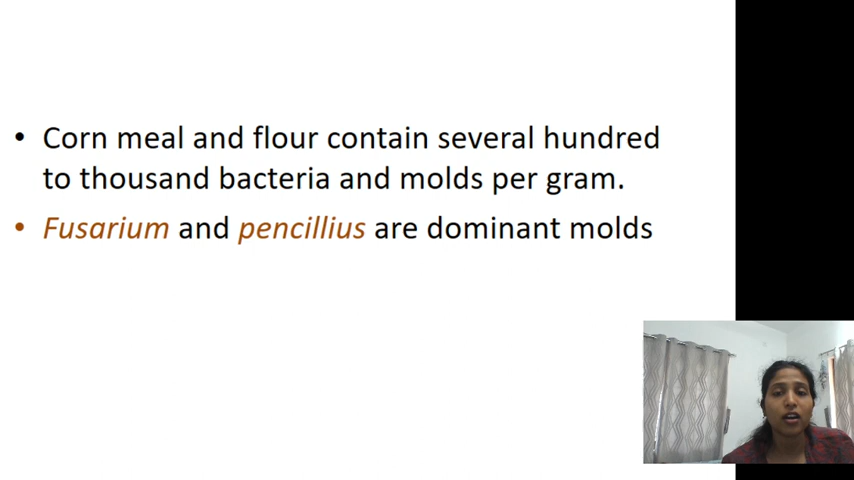 • Corn meal and flour contain several hundred
to thousand bacteria and molds per gram.
• Fusarium and pencillius are dominant molds